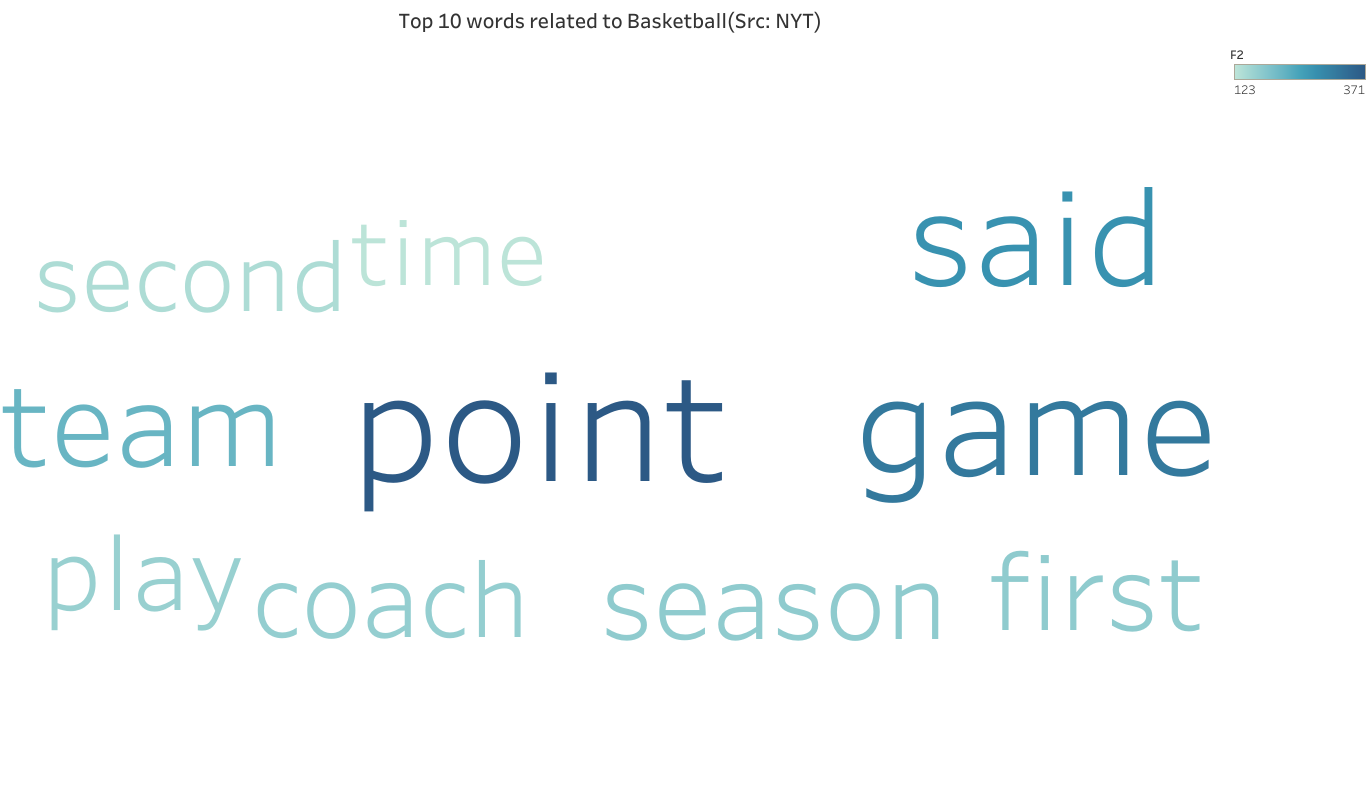 Top 10 words related to Basketball(Src: NYT)
F2
123 371
said
second time
team point game
play coach season first